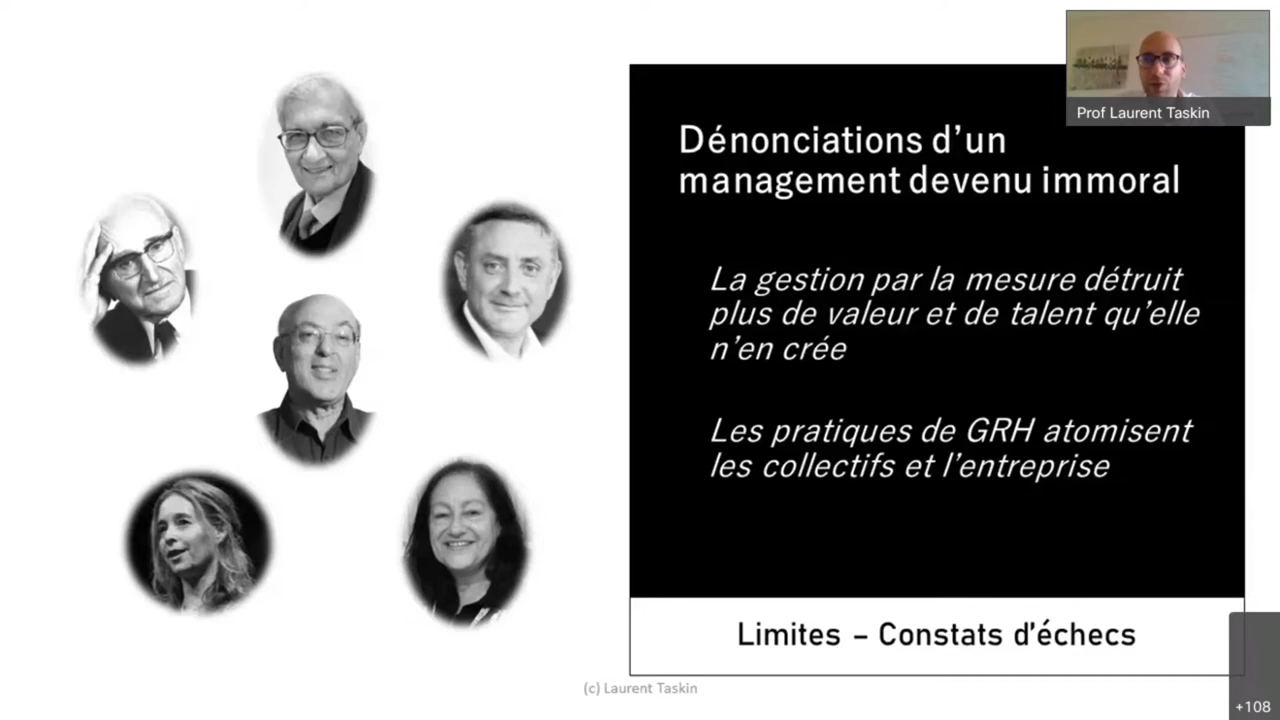 Prof Laurent Taskin
Dénonciations d’un
management devenu immoral
La gestion par la mesure détruit
plus de valeur et de talent qu’elle
n’en crée
Les pratiques de GRH atomisent
les collectifs et l’entreprise
Limites – Constats d’échecs
(c) Laurent Taskin
+108